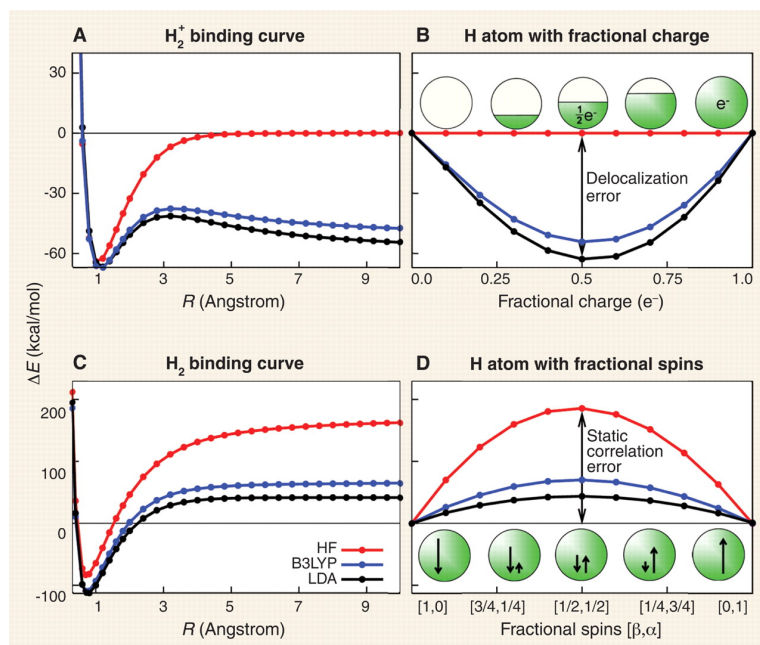 A
H₂⁺ binding curve
30
0
-30
-60
1
3
5
7
9
R (Angstrom)
B
H atom with fractional charge
½e-
e-
Delocalization
error
0.0
0.25
0.5
0.75
1.0
Fractional charge (e⁻)
ΔE (kcal/mol)
C
H₂ binding curve
200
100
0
-100
HF
B3LYP
LDA
1
3
5
7
9
R (Angstrom)
D
H atom with fractional spins
Static
correlation
error
[1,0]
[3/4,1/4]
[1/2,1/2]
[1/4,3/4]
[0,1]
Fractional spins [β,α]